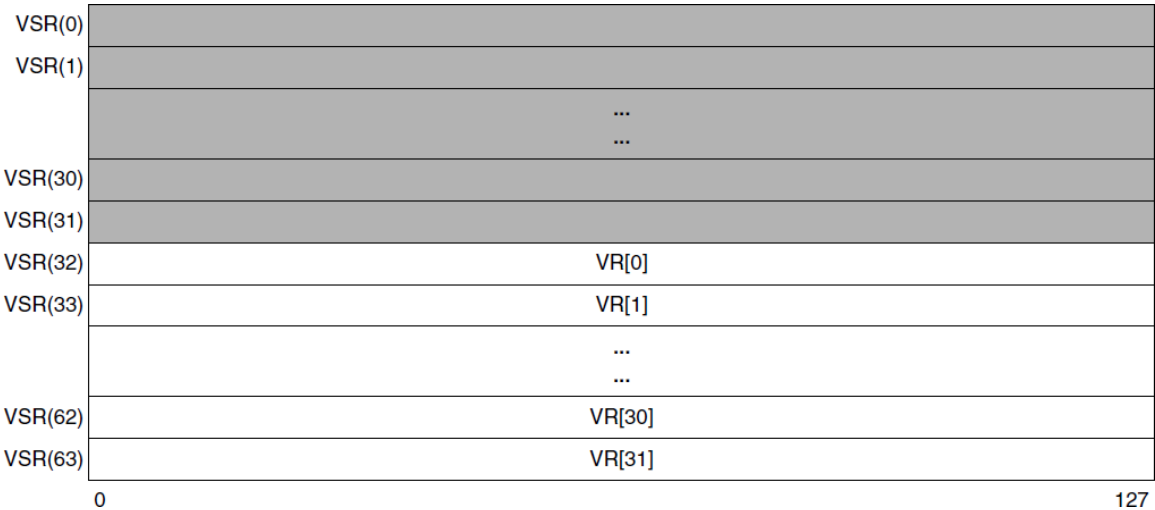 VSR(0)
VSR(1)
...
...
VSR(30)
VSR(31)
VSR(32) VR[0]
VSR(33) VR[1]
...
...
VSR(62) VR[30]
VSR(63) VR[31]
0 127